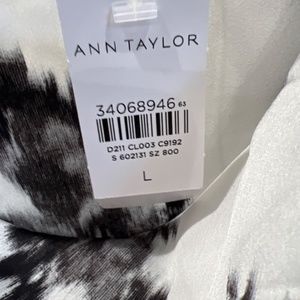 ANN TAYLOR
34068946 63
D211 CL003 C9192
S 602131 SZ 800
L